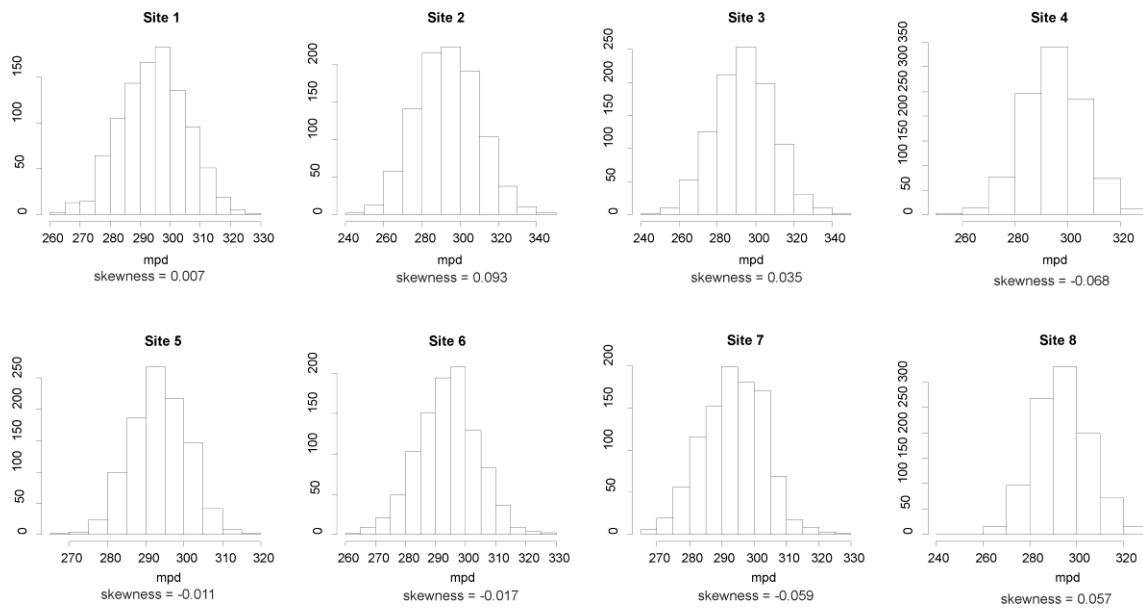 Site 1
Site 2
Site 3
Site 4
0 50 100 150
0 50 100 150 200
0 50 100 150 200 250
0 50 100 150 200 250 300 350
260 270 280 290 300 310 320 330
240 260 280 300 320 340
240 260 280 300 320 340
260 280 300 320
mpd
mpd
mpd
mpd
skewness = 0.007
skewness = 0.093
skewness = 0.035
skewness = -0.068
Site 5
Site 6
Site 7
Site 8
0 50 100 150 200 250
0 50 100 150 200
0 50 100 150 200
0 50 100 150 200 250 300
270 280 290 300 310 320
260 270 280 290 300 310 320 330
270 280 290 300 310 320 330
240 260 280 300 320
mpd
mpd
mpd
mpd
skewness = -0.011
skewness = -0.017
skewness = -0.059
skewness = 0.057